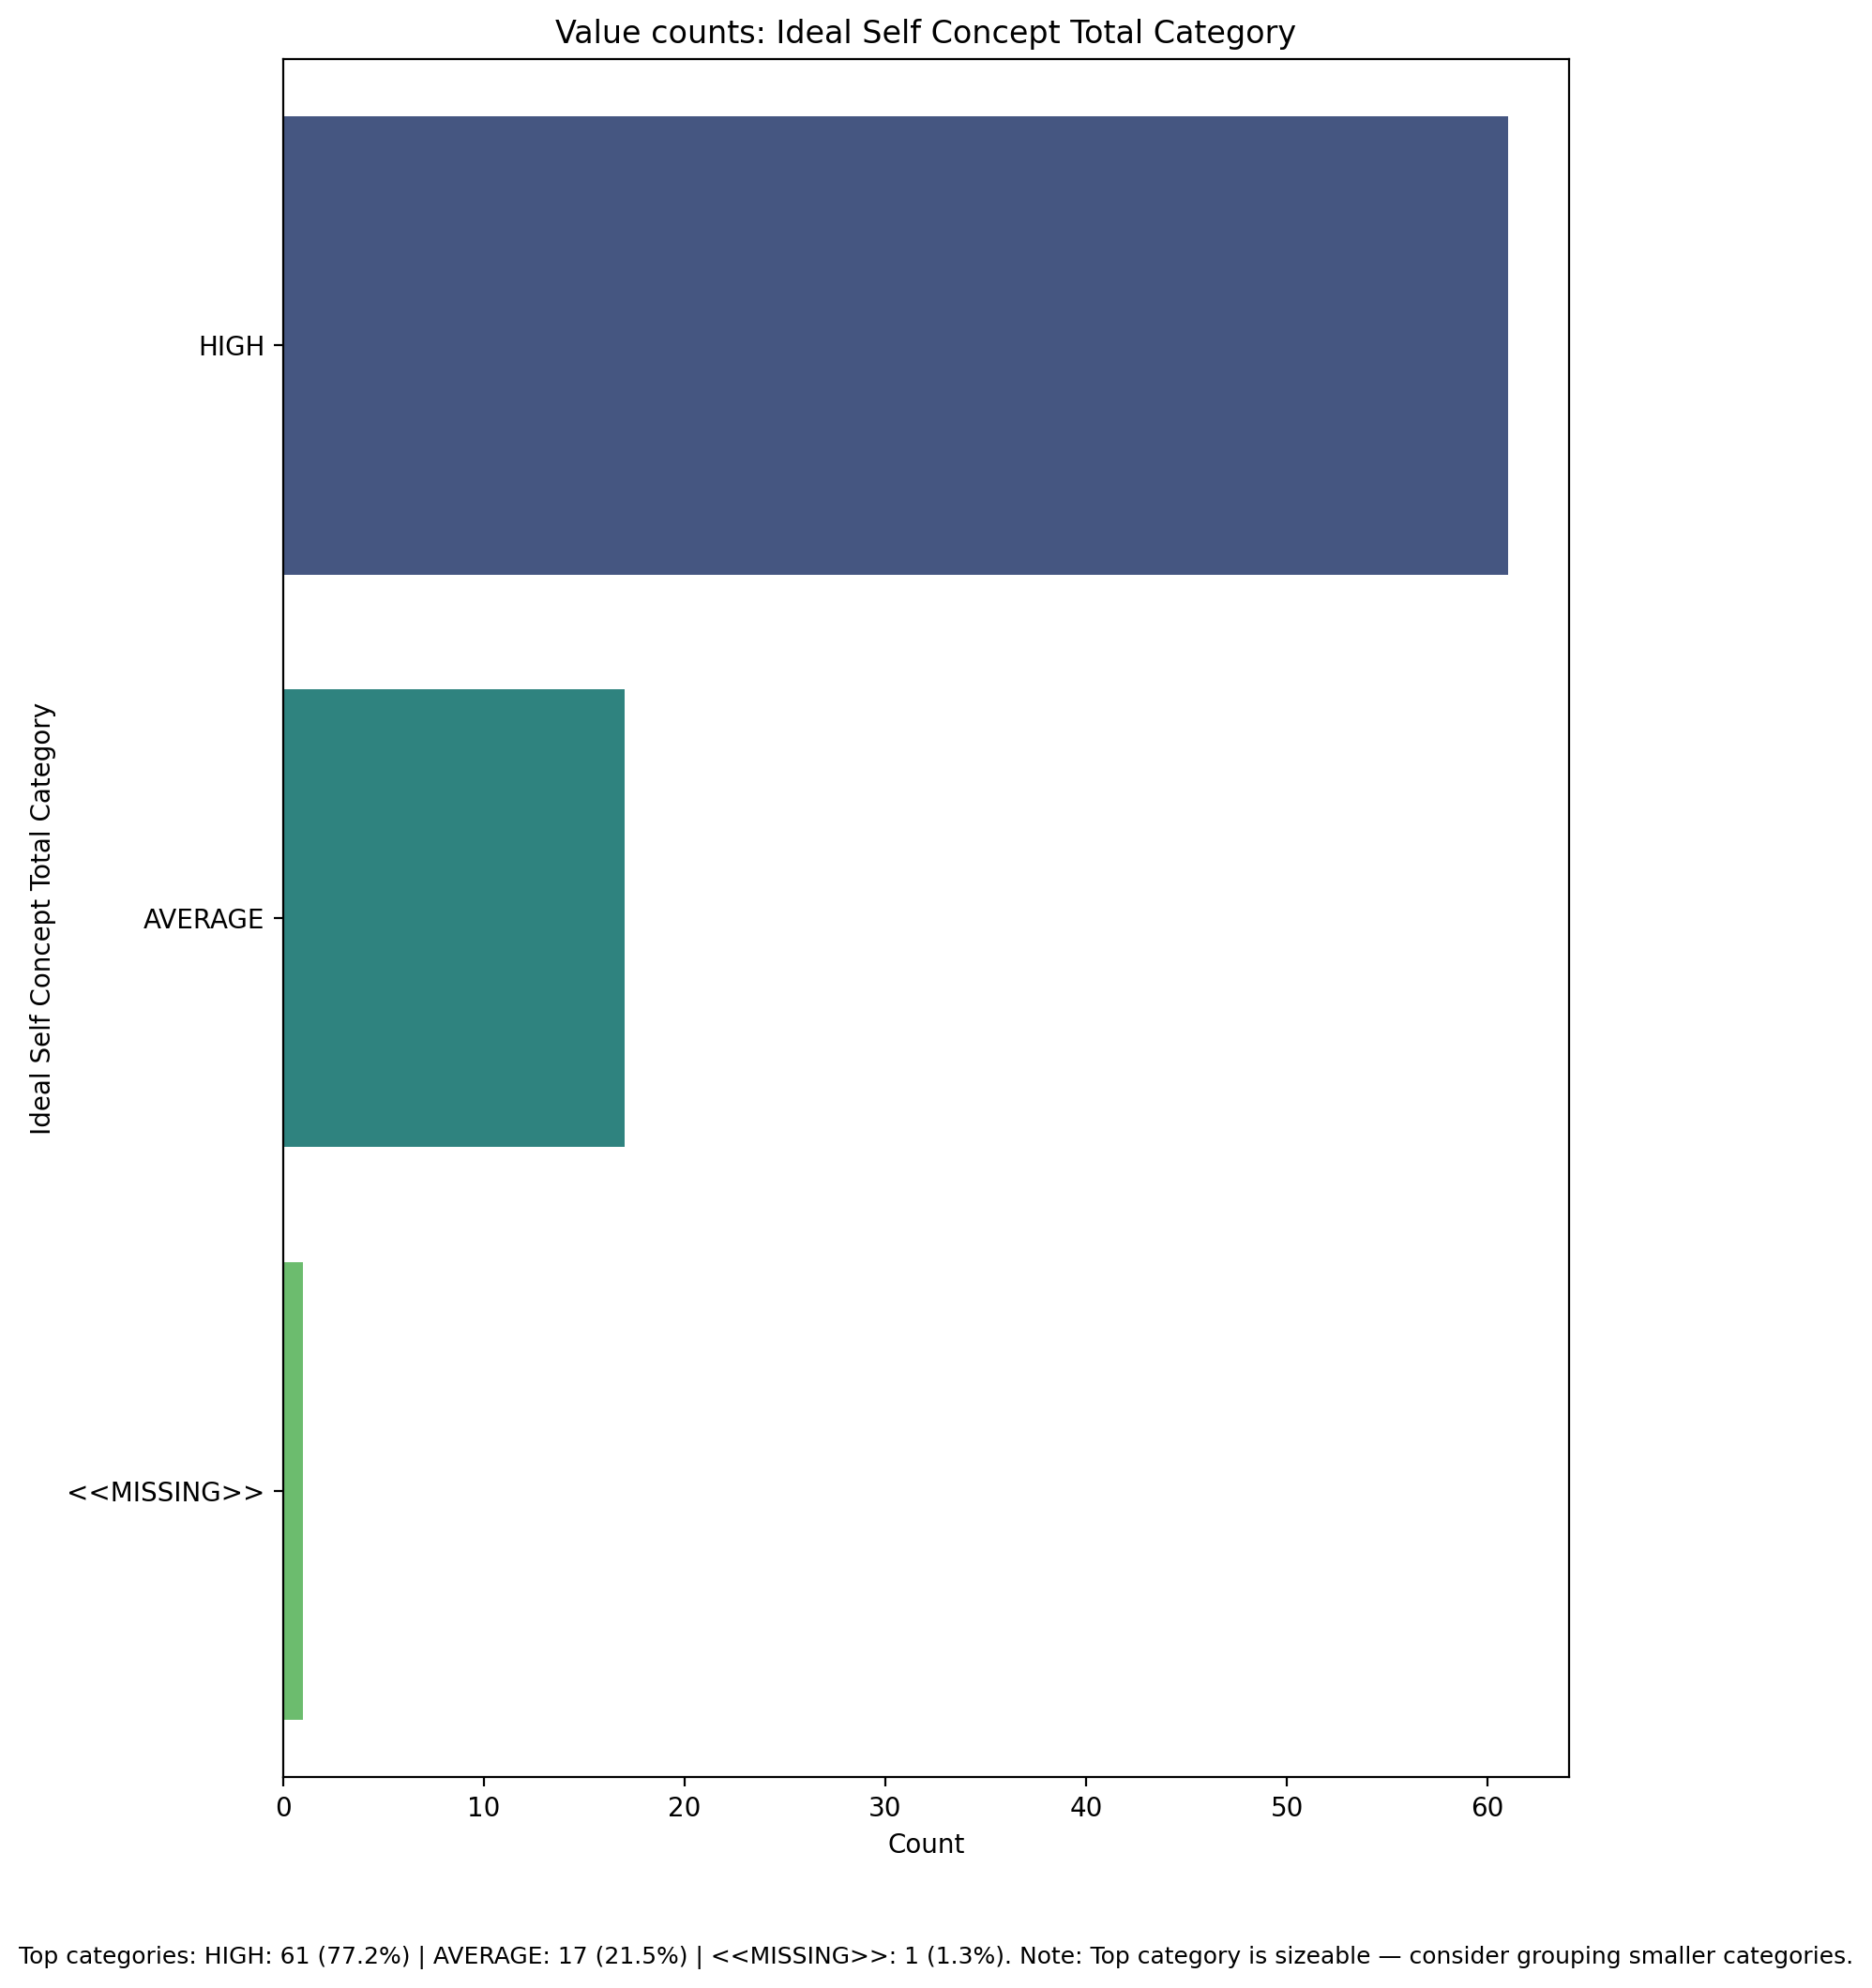 Value counts: Ideal Self Concept Total Category
Ideal Self Concept Total Category
HIGH
AVERAGE
<<MISSING>>
0 10 20 30 40 50 60
Count
Top categories: HIGH: 61 (77.2%) | AVERAGE: 17 (21.5%) | <<MISSING>>: 1 (1.3%). Note: Top category is sizeable — consider grouping smaller categories.